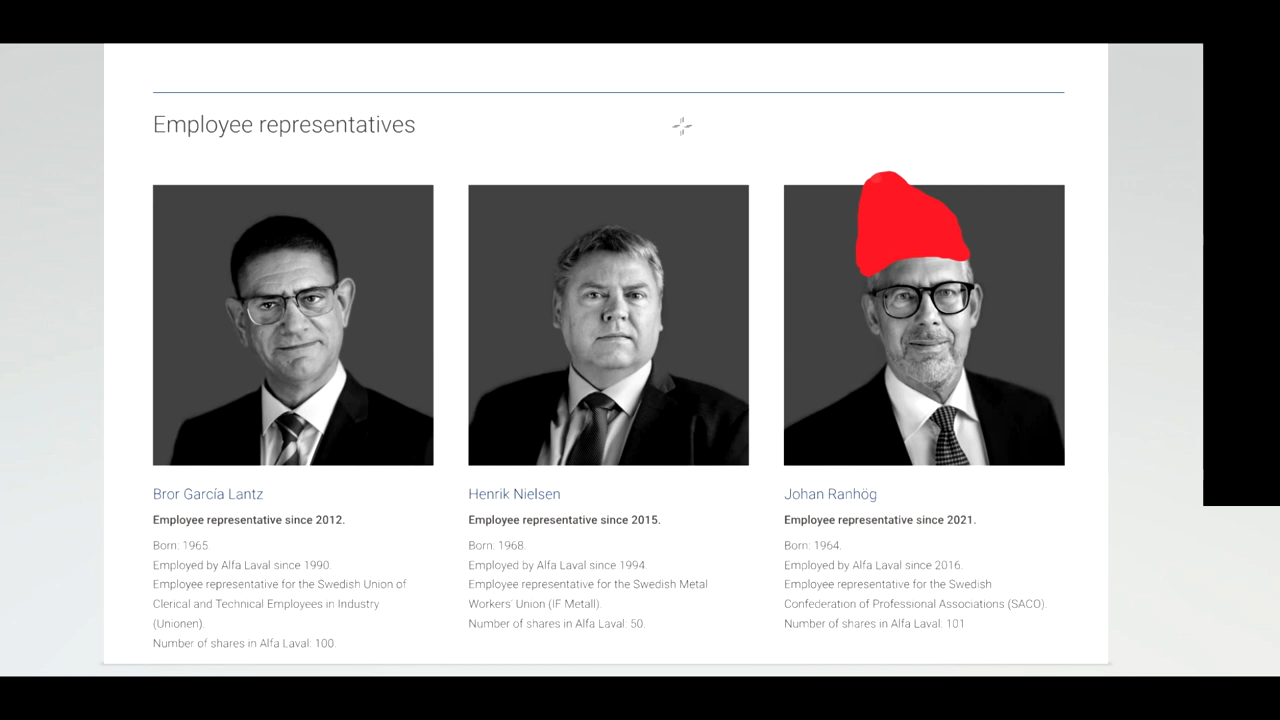 Employee representatives
Bror García Lantz
Employee representative since 2012.
Born: 1965.
Employed by Alfa Laval since 1990.
Employee representative for the Swedish Union of
Clerical and Technical Employees in Industry
(Unionen).
Number of shares in Alfa Laval: 100.
Henrik Nielsen
Employee representative since 2015.
Born: 1968.
Employed by Alfa Laval since 1994.
Employee representative for the Swedish Metal
Workers' Union (IF Metall).
Number of shares in Alfa Laval: 50.
Johan Ranhög
Employee representative since 2021.
Born: 1964.
Employed by Alfa Laval since 2016.
Employee representative for the Swedish
Confederation of Professional Associations (SACO).
Number of shares in Alfa Laval: 101